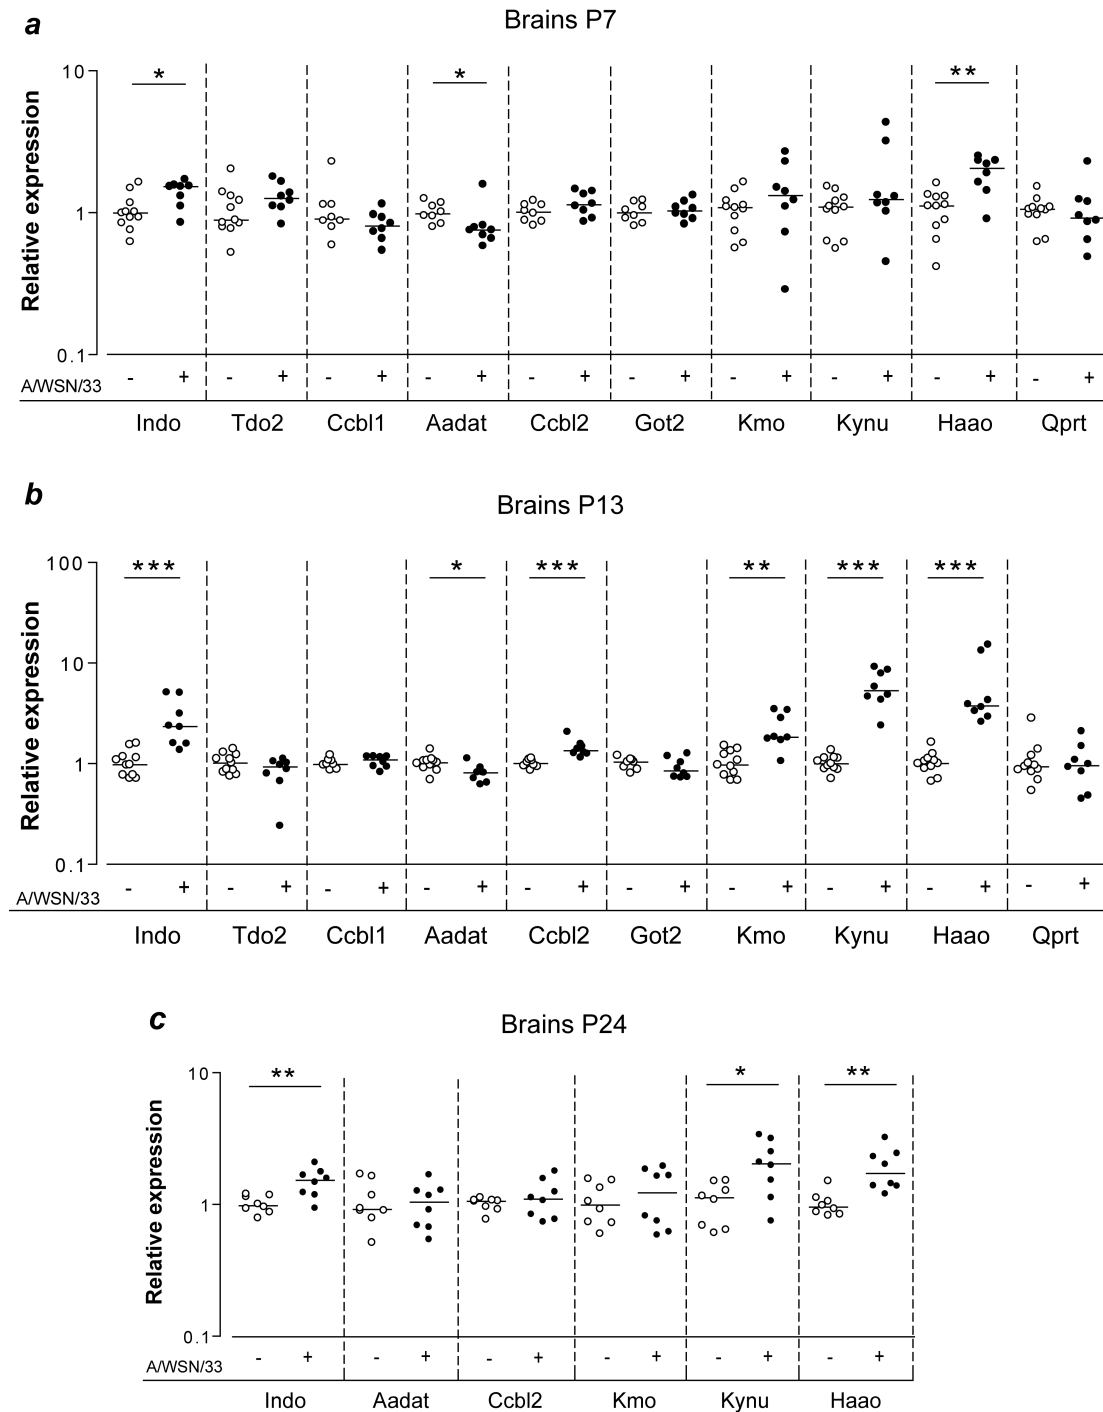 a
Brains P7
Relative expression
10
1
0.1
* * **
A/WSN/33 - + - + - + - + - + - + - + - + - + - +
Indo Tdo2 Ccbl1 Aadat Ccbl2 Got2 Kmo Kynu Haao Qprt
b
Brains P13
Relative expression
100
10
1
0.1
*** * *** ** *** ***
A/WSN/33 - + - + - + - + - + - + - + - + - + - +
Indo Tdo2 Ccbl1 Aadat Ccbl2 Got2 Kmo Kynu Haao Qprt
c
Brains P24
Relative expression
10
1
0.1
** * **
A/WSN/33 - + - + - + - + - + - +
Indo Aadat Ccbl2 Kmo Kynu Haao